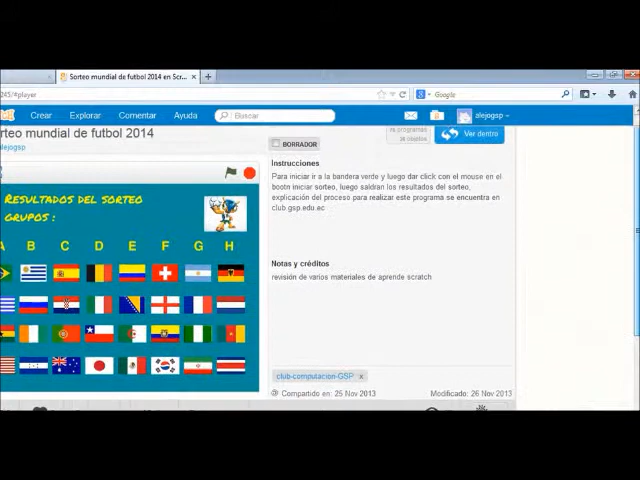 Sorteo mundial de futbol 2014 en Scr... ×
+
245/#player
Google
Crear Explorar Comentar Ayuda Buscar alejogsp
rteo mundial de futbol 2014
alejogsp
BORRADOR
Ver dentro
Instrucciones
Para iniciar ir a la bandera verde y luego dar click con el mouse en el
bootn iniciar sorteo, luego saldran los resultados del sorteo,
explicación del proceso para realizar este programa se encuentra en
club gsp.edu.ec
RESULTADOS DEL SORTEO
GRUPOS :
A B C D E F G H
Notas y créditos
revisión de varios materiales de aprende scratch
club-computacion-GSP x
Compartido en: 25 Nov 2013 Modificado: 26 Nov 2013